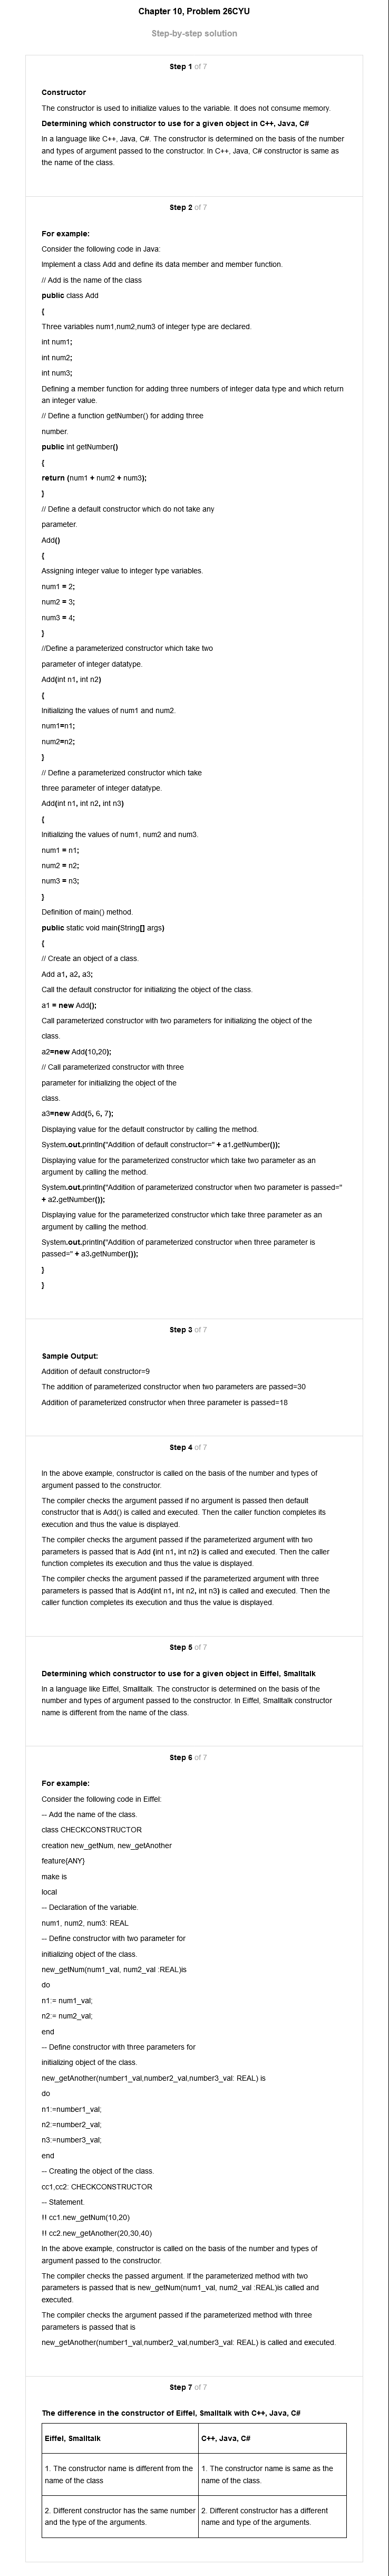 Chapter 10, Problem 26CYU
Step-by-step solution
Step 1 of 7
Constructor
The constructor is used to initialize values to the variable. It does not consume memory.
Determining which constructor to use for a given object in C++, Java, C#
In a language like C++, Java, C#. The constructor is determined on the basis of the number
and types of argument passed to the constructor. In C++, Java, C# constructor is same as
the name of the class.
Step 2 of 7
For example:
Consider the following code in Java:
Implement a class Add and define its data member and member function.
// Add is the name of the class
public class Add
{
Three variables num1,num2,num3 of integer type are declared.
int num1;
int num2;
int num3;
Defining a member function for adding three numbers of integer data type and which return
an integer value.
// Define a function getNumber() for adding three
number.
public int getNumber()
{
return (num1 + num2 + num3);
}
// Define a default constructor which do not take any
parameter.
Add()
{
Assigning integer value to integer type variables.
num1 = 2;
num2 = 3;
num3 = 4;
}
//Define a parameterized constructor which take two
parameter of integer datatype.
Add(int n1, int n2)
{
Initializing the values of num1 and num2.
num1=n1;
num2=n2;
}
// Define a parameterized constructor which take
three parameter of integer datatype.
Add(int n1, int n2, int n3)
{
Initializing the values of num1, num2 and num3.
num1 = n1;
num2 = n2;
num3 = n3;
}
Definition of main() method.
public static void main(String[] args)
{
// Create an object of a class.
Add a1, a2, a3;
Call the default constructor for initializing the object of the class.
a1 = new Add();
Call parameterized constructor with two parameters for initializing the object of the
class.
a2=new Add(10,20);
// Call parameterized constructor with three
parameter for initializing the object of the
class.
a3=new Add(5, 6, 7);
Displaying value for the default constructor by calling the method.
System.out.println("Addition of default constructor=" + a1.getNumber());
Displaying value for the parameterized constructor which take two parameter as an
argument by calling the method.
System.out.println("Addition of parameterized constructor when two parameter is passed="
+ a2.getNumber());
Displaying value for the parameterized constructor which take three parameter as an
argument by calling the method.
System.out.println("Addition of parameterized constructor when three parameter is
passed=" + a3.getNumber());
}
}
Step 3 of 7
Sample Output:
Addition of default constructor=9
The addition of parameterized constructor when two parameters are passed=30
Addition of parameterized constructor when three parameter is passed=18
Step 4 of 7
In the above example, constructor is called on the basis of the number and types of
argument passed to the constructor.
The compiler checks the argument passed if no argument is passed then default
constructor that is Add() is called and executed. Then the caller function completes its
execution and thus the value is displayed.
The compiler checks the argument passed if the parameterized argument with two
parameters is passed that is Add (int n1, int n2) is called and executed. Then the caller
function completes its execution and thus the value is displayed.
The compiler checks the argument passed if the parameterized argument with three
parameters is passed that is Add(int n1, int n2, int n3) is called and executed. Then the
caller function completes its execution and thus the value is displayed.
Step 5 of 7
Determining which constructor to use for a given object in Eiffel, Smalltalk
In a language like Eiffel, Smalltalk. The constructor is determined on the basis of the
number and types of argument passed to the constructor. In Eiffel, Smalltalk constructor
name is different from the name of the class.
Step 6 of 7
For example:
Consider the following code in Eiffel:
-- Add the name of the class.
class CHECKCONSTRUCTOR
creation new_getNum, new_getAnother
feature{ANY}
make is
local
-- Declaration of the variable.
num1, num2, num3: REAL
-- Define constructor with two parameter for
initializing object of the class.
new_getNum(num1_val, num2_val :REAL)is
do
n1:= num1_val;
n2:= num2_val;
end
-- Define constructor with three parameters for
initializing object of the class.
new_getAnother(number1_val,number2_val,number3_val: REAL) is
do
n1:=number1_val;
n2:=number2_val;
n3:=number3_val;
end
-- Creating the object of the class.
cc1,cc2: CHECKCONSTRUCTOR
-- Statement.
!! cc1.new_getNum(10,20)
!! cc2.new_getAnother(20,30,40)
In the above example, constructor is called on the basis of the number and types of
argument passed to the constructor.
The compiler checks the passed argument. If the parameterized method with two
parameters is passed that is new_getNum(num1_val, num2_val :REAL)is called and
executed.
The compiler checks the argument passed if the parameterized method with three
parameters is passed that is
new_getAnother(number1_val,number2_val,number3_val: REAL) is called and executed.
Step 7 of 7
The difference in the constructor of Eiffel, Smalltalk with C++, Java, C#
Eiffel, Smalltalk
C++, Java, C#
1. The constructor name is different from the
name of the class
1. The constructor name is same as the
name of the class.
2. Different constructor has the same number
and the type of the arguments.
2. Different constructor has a different
name and type of the arguments.